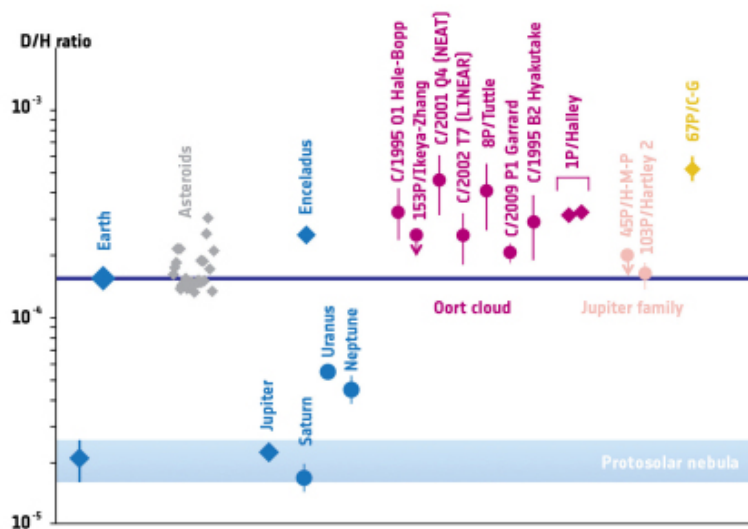 D/H ratio
10-3
10-6
10-5
Earth
Asteroids
Enceladus
Jupiter
Saturn
Uranus
Neptune
C/1995 O1 Hale-Bopp
153P/Ikeya-Zhang
C/2001 Q4 (NEAT)
C/2002 T7 (LINEAR)
8P/Tuttle
C/2009 P1 Garrard
C/1995 B2 Hyakutake
1P/Halley
45P/H-M-P
103P/Hartley 2
67P/C-G
Oort cloud
Jupiter family
Protosolar nebula